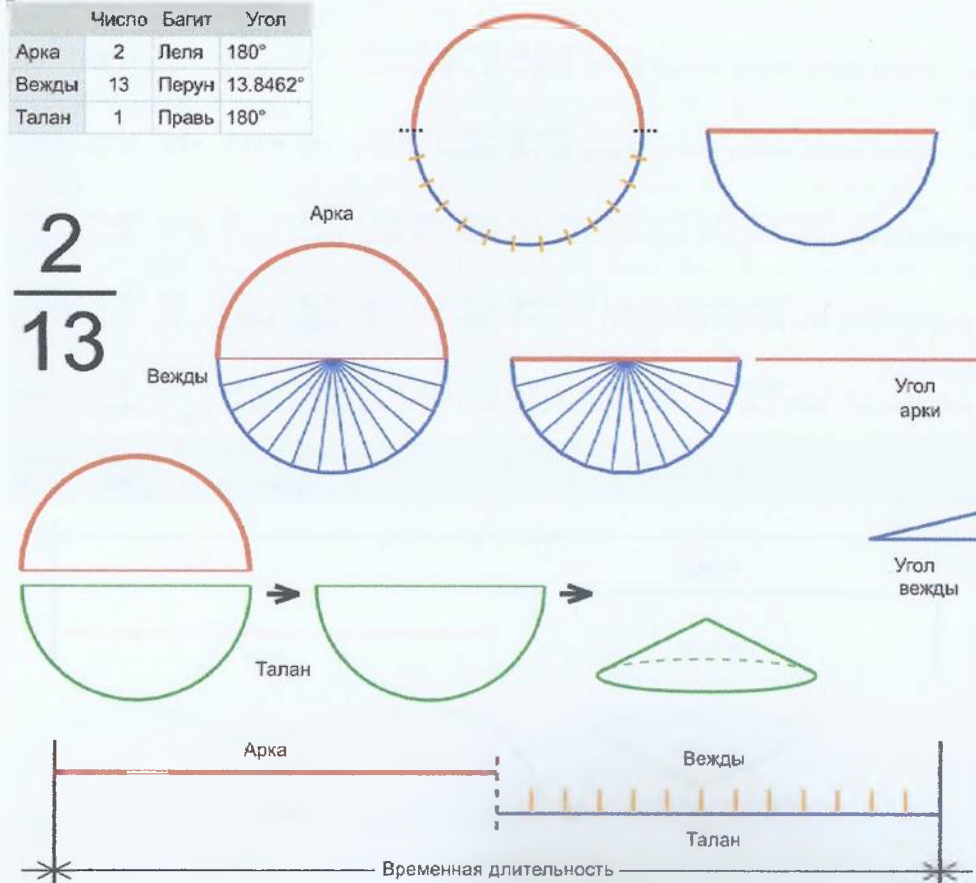 Число Багит Угол
Арка 2 Леля 180°
Вежды 13 Перун 13.8462°
Талан 1 Правь 180°
2
13
Арка
Вежды
Угол
арки
Угол
вежды
Талан
Арка
Вежды
Талан
Временная длительность